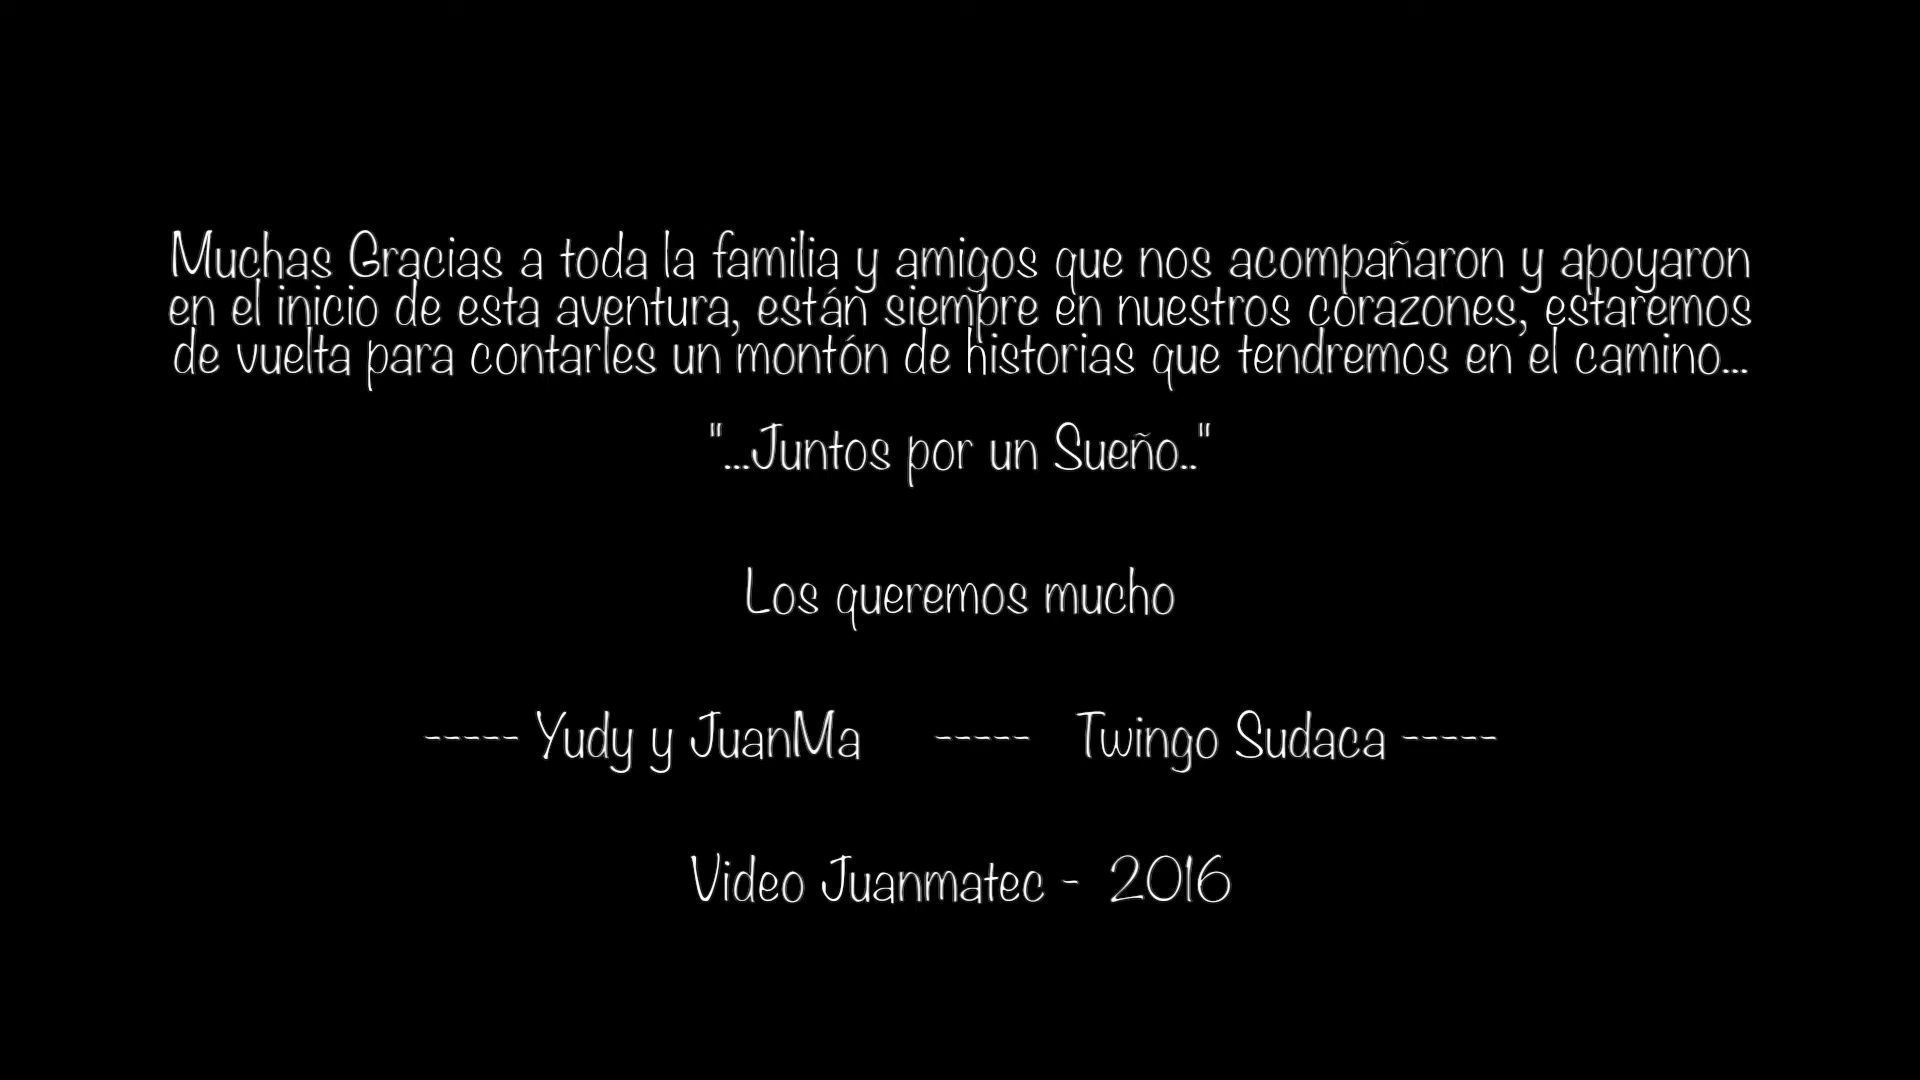 Muchas Gracias a toda la familia y amigos que nos acompañaron y apoyaron
en el inicio de esta aventura, están siempre en nuestros corazones, estaremos
de vuelta para contarles un montón de historias que tendremos en el camino...
"...Juntos por un Sueño.."
Los queremos mucho
----- Yudy y JuanMa ----- Twingo Sudaca -----
Video Juanmatec - 2016